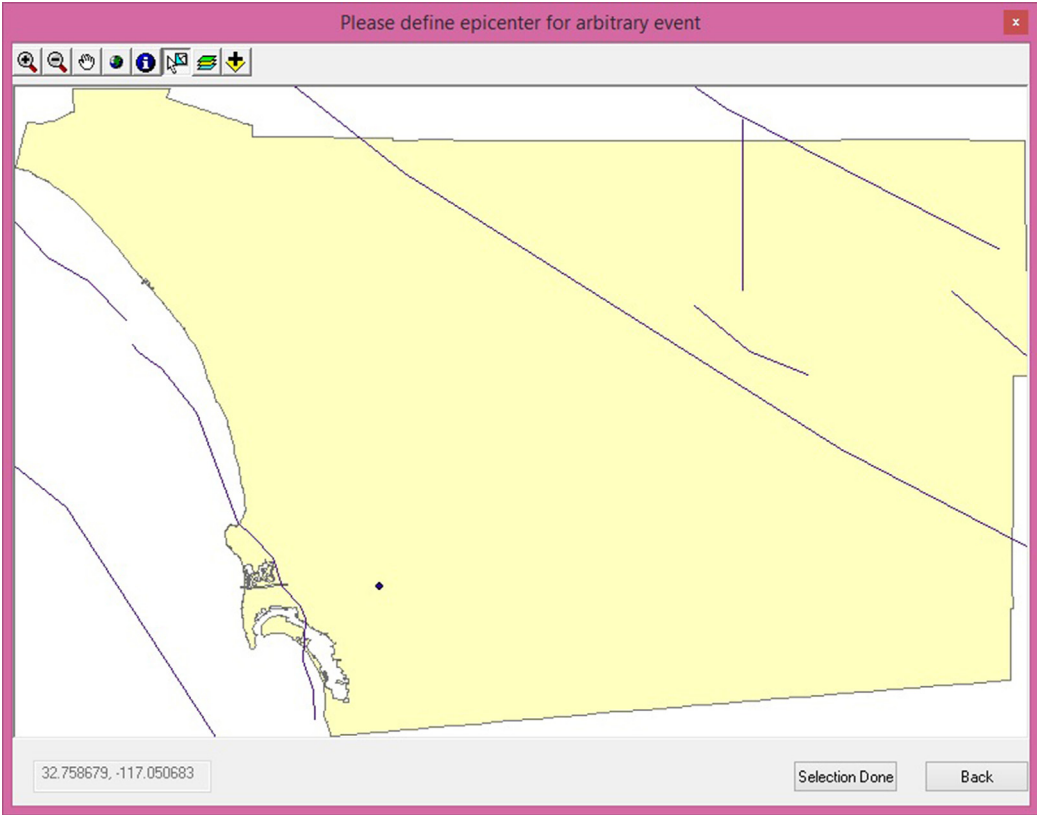 Please define epicenter for arbitrary event
x
i
32.758679, -117.050683
Selection Done
Back